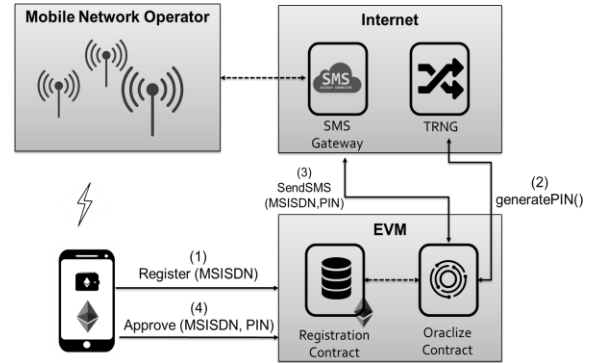 Mobile Network Operator
Internet
SMS
SMS
Gateway
TRNG
(3)
SendSMS
(MSISDN,PIN)
(2)
generatePIN()
EVM
(1)
Register (MSISDN)
(4)
Approve (MSISDN, PIN)
Registration
Contract
Oraclize
Contract